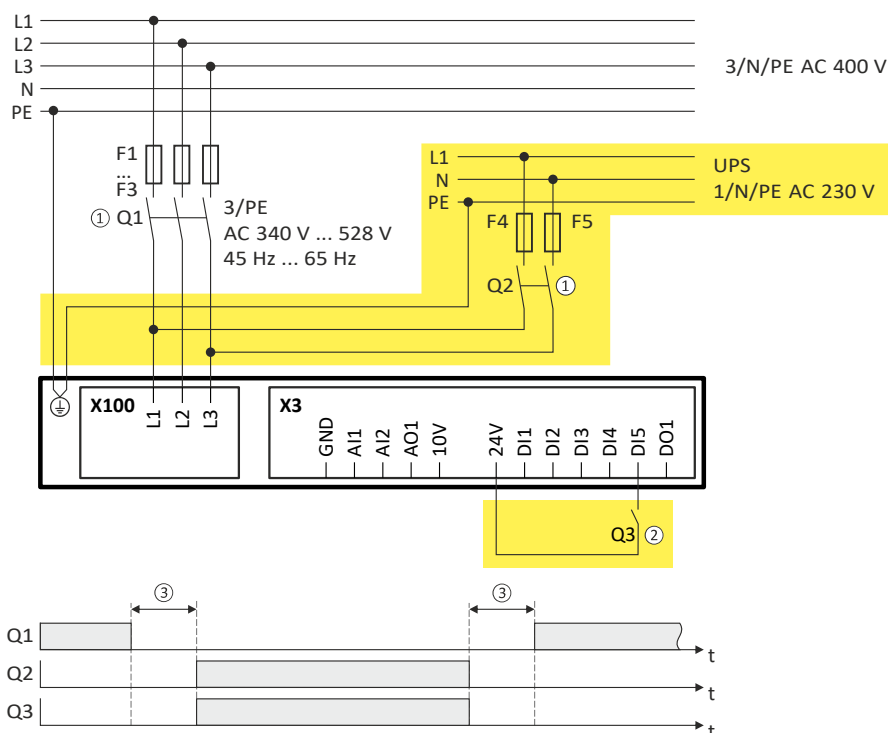 L1
L2
L3
N
PE
3/N/PE AC 400 V
F1
...
F3
① Q1
3/PE
AC 340 V ... 528 V
45 Hz ... 65 Hz
L1
N
PE
UPS
1/N/PE AC 230 V
F4
F5
Q2
①
X100
L1
L2
L3
X3
GND
AI1
AI2
AO1
10V
24V
DI1
DI2
DI3
DI4
DI5
DO1
Q3 ②
③
③
Q1
t
Q2
t
Q3
t